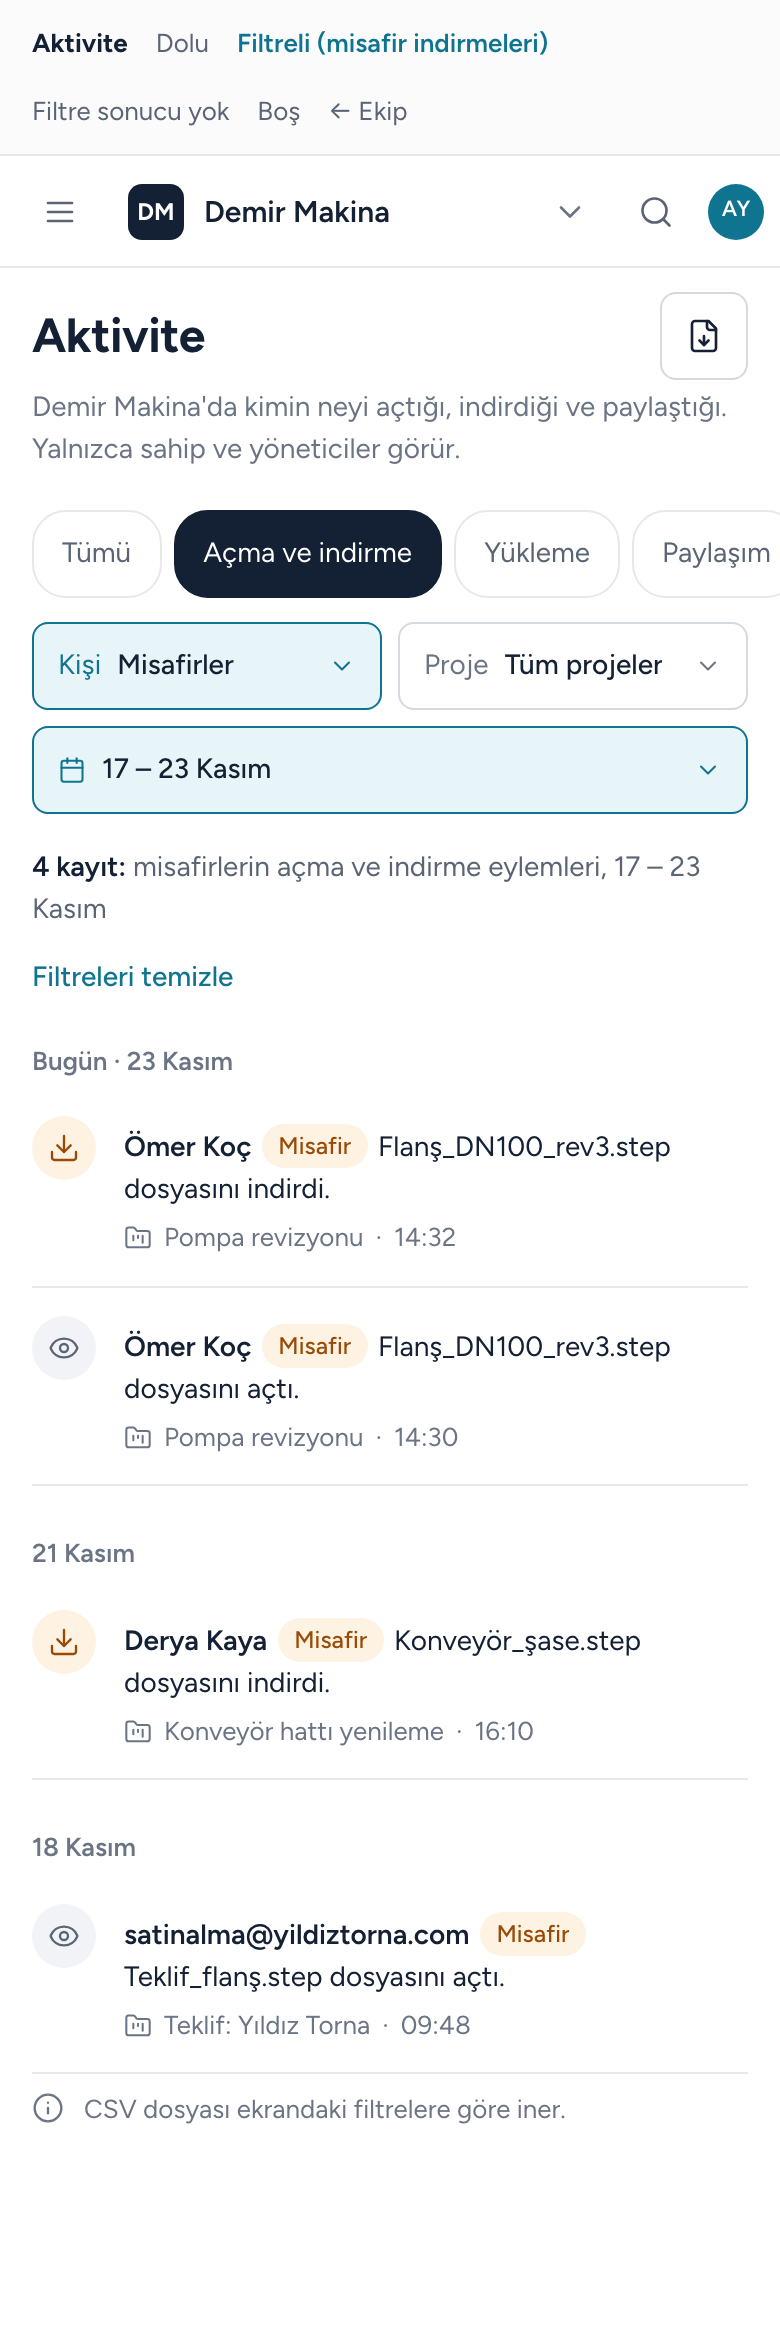 Aktivite Dolu Filtreli (misafir indirmeleri)
Filtre sonucu yok Boş ← Ekip
DM Demir Makina AY
Aktivite
Demir Makina'da kimin neyi açtığı, indirdiği ve paylaştığı.
Yalnızca sahip ve yöneticiler görür.
Tümü Açma ve indirme Yükleme Paylaşım
Kişi Misafirler Proje Tüm projeler
17 – 23 Kasım
4 kayıt: misafirlerin açma ve indirme eylemleri, 17 – 23
Kasım
Filtreleri temizle
Bugün · 23 Kasım
Ömer Koç Misafir Flanş_DN100_rev3.step
dosyasını indirdi.
Pompa revizyonu · 14:32
Ömer Koç Misafir Flanş_DN100_rev3.step
dosyasını açtı.
Pompa revizyonu · 14:30
21 Kasım
Derya Kaya Misafir Konveyör_şase.step
dosyasını indirdi.
Konveyör hattı yenileme · 16:10
18 Kasım
satinalma@yildiztorna.com Misafir
Teklif_flanş.step dosyasını açtı.
Teklif: Yıldız Torna · 09:48
CSV dosyası ekrandaki filtrelere göre iner.